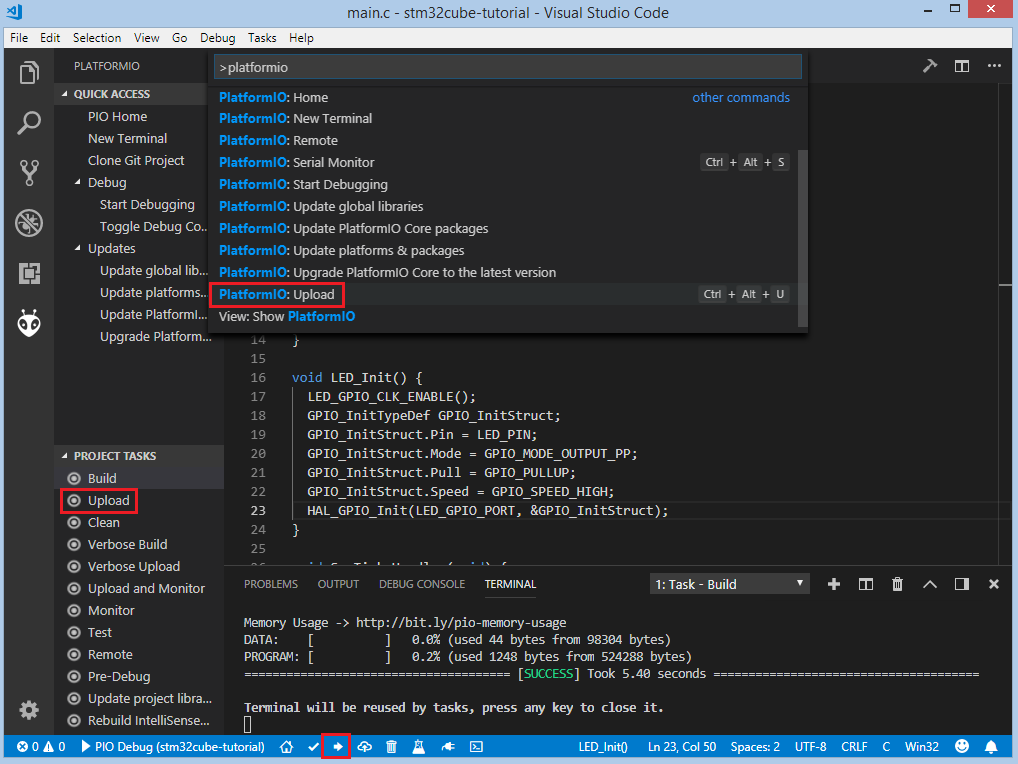 main.c - stm32cube-tutorial - Visual Studio Code
File Edit Selection View Go Debug Tasks Help
PLATFORMIO
QUICK ACCESS
PIO Home
New Terminal
Clone Git Project
Debug
Start Debugging
Toggle Debug Co...
Updates
Update global lib...
Update platforms...
Update PlatformI...
Upgrade Platform...
>platformio
PlatformIO: Home other commands
PlatformIO: New Terminal
PlatformIO: Remote
PlatformIO: Serial Monitor Ctrl + Alt + S
PlatformIO: Start Debugging
PlatformIO: Update global libraries
PlatformIO: Update PlatformIO Core packages
PlatformIO: Update platforms & packages
PlatformIO: Upgrade PlatformIO Core to the latest version
PlatformIO: Upload Ctrl + Alt + U
View: Show PlatformIO
14 }
15
16 void LED_Init() {
17 LED_GPIO_CLK_ENABLE();
18 GPIO_InitTypeDef GPIO_InitStruct;
19 GPIO_InitStruct.Pin = LED_PIN;
20 GPIO_InitStruct.Mode = GPIO_MODE_OUTPUT_PP;
21 GPIO_InitStruct.Pull = GPIO_PULLUP;
22 GPIO_InitStruct.Speed = GPIO_SPEED_HIGH;
23 HAL_GPIO_Init(LED_GPIO_PORT, &GPIO_InitStruct);
24 }
25
PROJECT TASKS
Build
Upload
Clean
Verbose Build
Verbose Upload
Upload and Monitor
Monitor
Test
Remote
Pre-Debug
Update project libra...
Rebuild IntelliSense...
PROBLEMS OUTPUT DEBUG CONSOLE TERMINAL 1: Task - Build
Memory Usage -> http://bit.ly/pio-memory-usage
DATA: [ ] 0.0% (used 44 bytes from 98304 bytes)
PROGRAM: [ ] 0.2% (used 1248 bytes from 524288 bytes)
====================================== [SUCCESS] Took 5.40 seconds ======================================
Terminal will be reused by tasks, press any key to close it.
0 0 PIO Debug (stm32cube-tutorial) LED_Init() Ln 23, Col 50 Spaces: 2 UTF-8 CRLF C Win32